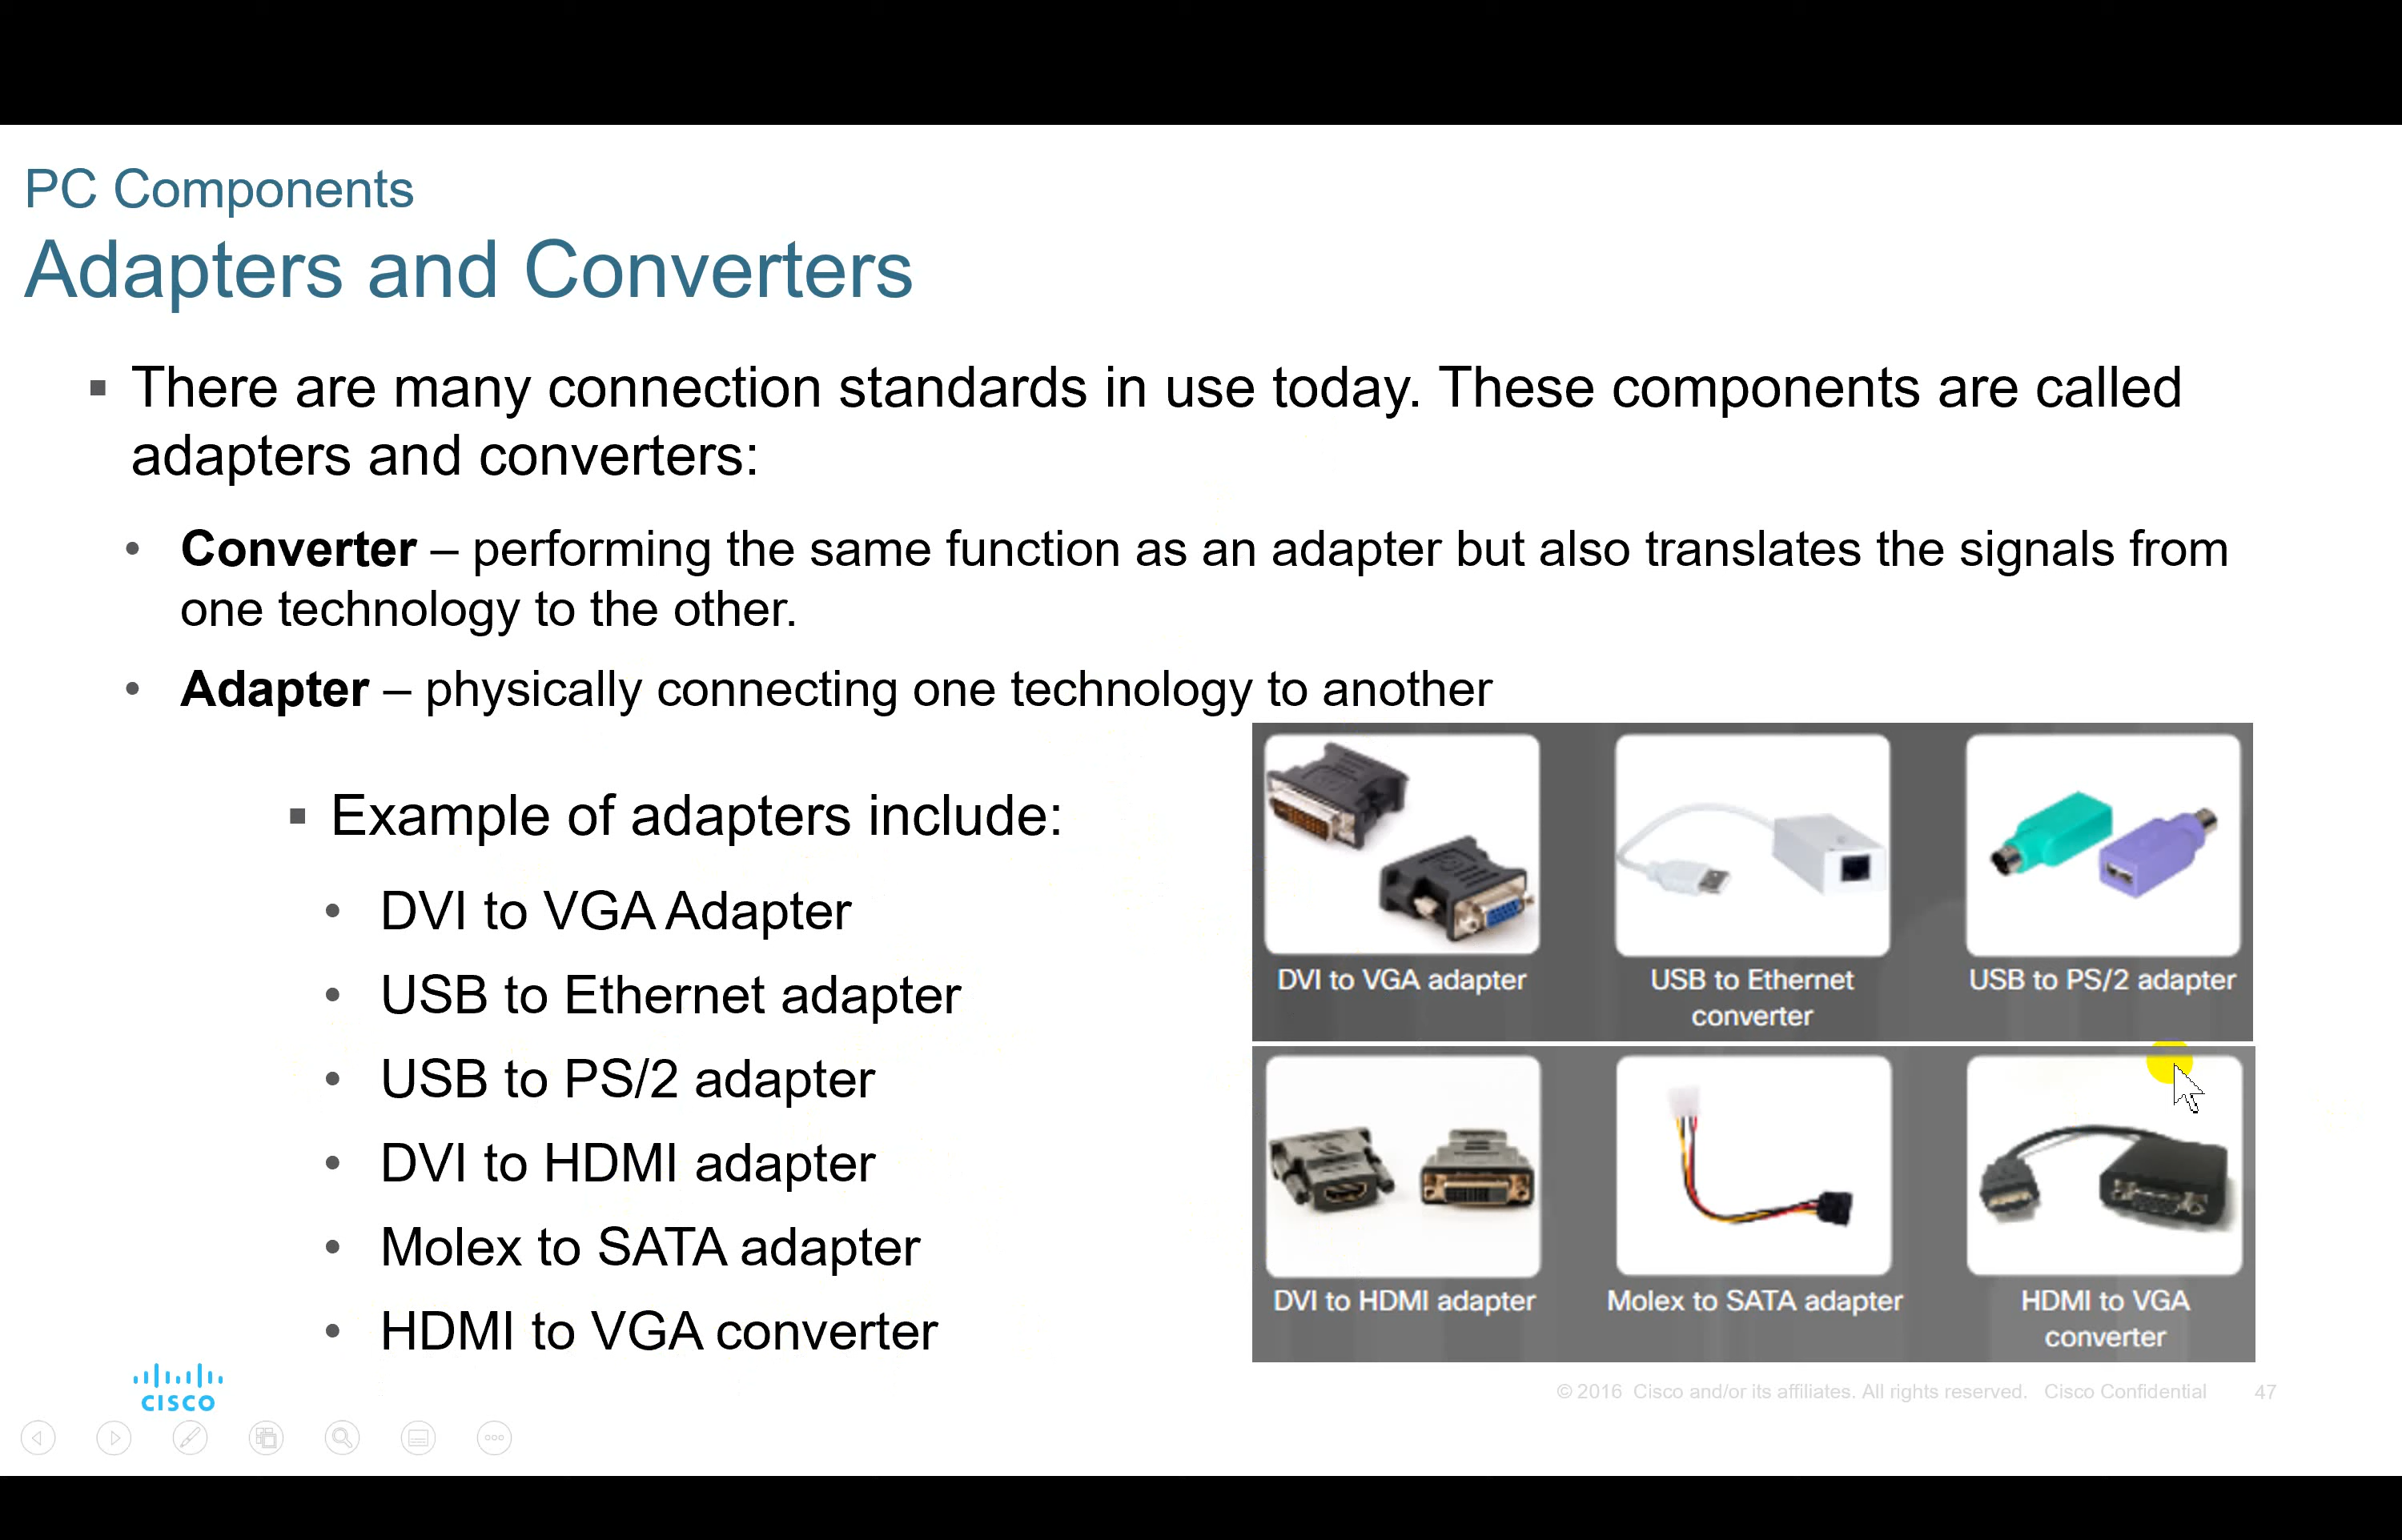 PC Components
Adapters and Converters
There are many connection standards in use today. These components are called
adapters and converters:
Converter – performing the same function as an adapter but also translates the signals from
one technology to the other.
Adapter – physically connecting one technology to another
Example of adapters include:
DVI to VGA Adapter
USB to Ethernet adapter
USB to PS/2 adapter
DVI to HDMI adapter
Molex to SATA adapter
HDMI to VGA converter
DVI to VGA adapter
USB to Ethernet
converter
USB to PS/2 adapter
DVI to HDMI adapter
Molex to SATA adapter
HDMI to VGA
converter
CISCO
© 2016 Cisco and/or its affiliates. All rights reserved. Cisco Confidential 47